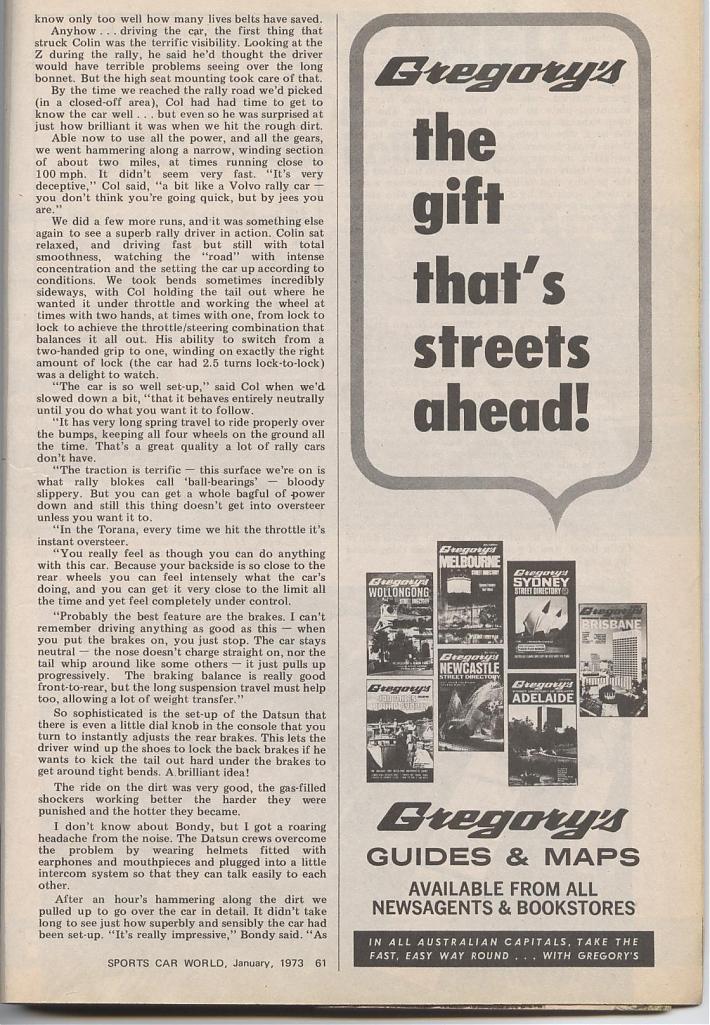 know only too well how many lives belts have saved.
Anyhow . . . driving the car, the first thing that
struck Colin was the terrific visibility. Looking at the
Z during the rally, he said he'd thought the driver
would have terrible problems seeing over the long
bonnet. But the high seat mounting took care of that.
By the time we reached the rally road we'd picked
(in a closed-off area), Col had had time to get to
know the car well . . . but even so he was surprised at
just how brilliant it was when we hit the rough dirt.
Able now to use all the power, and all the gears,
we went hammering along a narrow, winding section
of about two miles, at times running close to
100 mph. It didn't seem very fast. "It's very
deceptive," Col said, "a bit like a Volvo rally car —
you don't think you're going quick, but by jees you
are."
We did a few more runs, and it was something else
again to see a superb rally driver in action. Colin sat
relaxed, and driving fast but still with total
smoothness, watching the "road" with intense
concentration and the setting the car up according to
conditions. We took bends sometimes incredibly
sideways, with Col holding the tail out where he
wanted it under throttle and working the wheel at
times with two hands, at times with one, from lock to
lock to achieve the throttle/steering combination that
balances it all out. His ability to switch from a
two-handed grip to one, winding on exactly the right
amount of lock (the car had 2.5 turns lock-to-lock)
was a delight to watch.
"The car is so well set-up," said Col when we'd
slowed down a bit, "that it behaves entirely neutrally
until you do what you want it to follow.
"It has very long spring travel to ride properly over
the bumps, keeping all four wheels on the ground all
the time. That's a great quality a lot of rally cars
don't have.
"The traction is terrific — this surface we're on is
what rally blokes call 'ball-bearings' — bloody
slippery. But you can get a whole bagful of power
down and still this thing doesn't get into oversteer
unless you want it to.
"In the Torana, every time we hit the throttle it's
instant oversteer.
"You really feel as though you can do anything
with this car. Because your backside is so close to the
rear wheels you can feel intensely what the car's
doing, and you can get it very close to the limit all
the time and yet feel completely under control.
"Probably the best feature are the brakes. I can't
remember driving anything as good as this — when
you put the brakes on, you just stop. The car stays
neutral — the nose doesn't charge straight on, nor the
tail whip around like some others — it just pulls up
progressively. The braking balance is really good
front-to-rear, but the long suspension travel must help
too, allowing a lot of weight transfer."
So sophisticated is the set-up of the Datsun that
there is even a little dial knob in the console that you
turn to instantly adjusts the rear brakes. This lets the
driver wind up the shoes to lock the back brakes if he
wants to kick the tail out hard under the brakes to
get around tight bends. A brilliant idea!
The ride on the dirt was very good, the gas-filled
shockers working better the harder they were
punished and the hotter they became.
I don't know about Bondy, but I got a roaring
headache from the noise. The Datsun crews overcome
the problem by wearing helmets fitted with
earphones and mouthpieces and plugged into a little
intercom system so that they can talk easily to each
other.
After an hour's hammering along the dirt we
pulled up to go over the car in detail. It didn't take
long to see just how superbly and sensibly the car had
been set-up. "It's really impressive," Bondy said. "As
SPORTS CAR WORLD, January, 1973 61
Gregory's
the
gift
that's
streets
ahead!
Gregory's
MELBOURNE
STREET DIRECTORY
Gregory's
WOLLONGONG
STREET DIRECTORY
Gregory's
SYDNEY
STREET DIRECTORY
Gregory's
BRISBANE
Gregory's
NEWCASTLE
STREET DIRECTORY
Gregory's
Gregory's
ADELAIDE
Gregory's
GUIDES & MAPS
AVAILABLE FROM ALL
NEWSAGENTS & BOOKSTORES
IN ALL AUSTRALIAN CAPITALS, TAKE THE
FAST, EASY WAY ROUND . . . WITH GREGORY'S